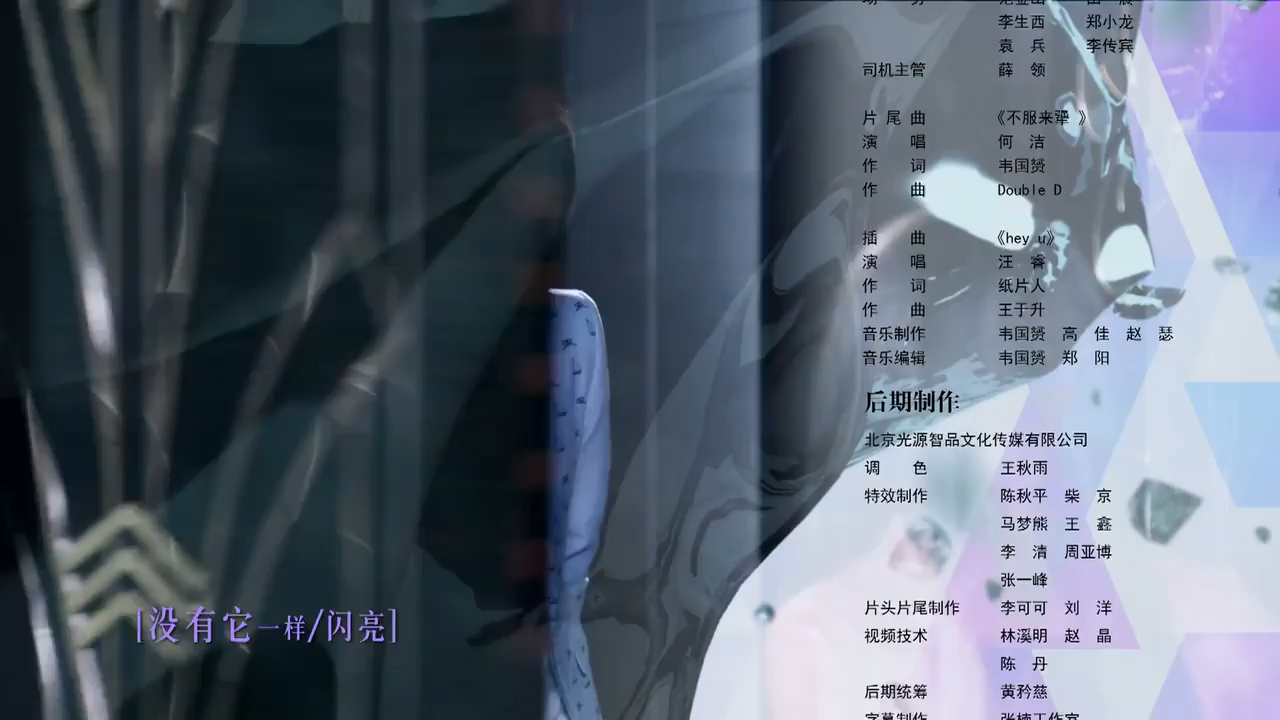 李生西 郑小龙
袁 兵 李传宾
司机主管 薛 领
片尾曲 《不服来犟 》
演 唱 何 洁
作 词 韦国赟
作 曲 Double D
插 曲 《hey u》
演 唱 汪 睿
作 词 纸片人
作 曲 王于升
音乐制作 韦国赟 高 佳 赵 瑟
音乐编辑 韦国赟 郑 阳
后期制作
北京光源智品文化传媒有限公司
调 色 王秋雨
特效制作 陈秋平 柴 京
马梦熊 王 鑫
李 清 周亚博
张一峰
片头片尾制作 李可可 刘 洋
视频技术 林溪明 赵 晶
陈 丹
后期统筹 黄矜慈
[没有它一样/闪亮]